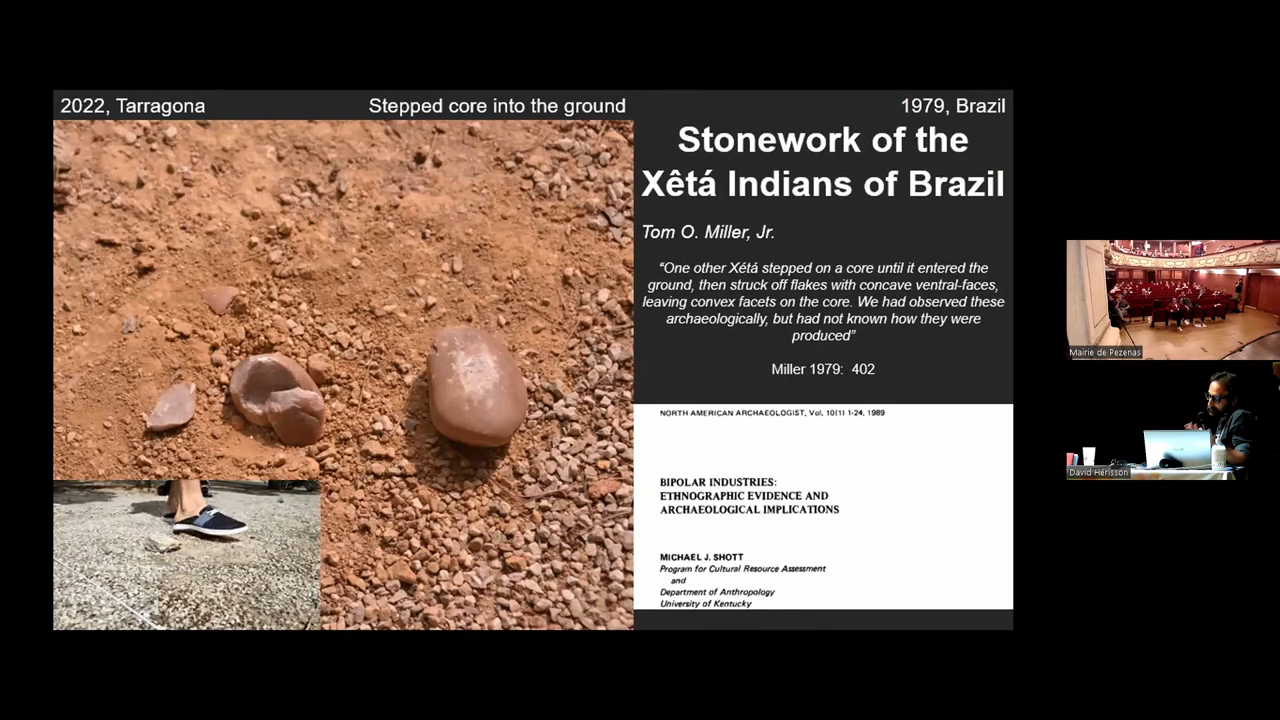 2022, Tarragona
Stepped core into the ground
1979, Brazil
Stonework of the
Xêtá Indians of Brazil
Tom O. Miller, Jr.
“One other Xétá stepped on a core until it entered the
ground, then struck off flakes with concave ventral-faces,
leaving convex facets on the core. We had observed these
archaeologically, but had not known how they were
produced”
Miller 1979: 402
NORTH AMERICAN ARCHAEOLOGIST, Vol. 10(1) 1-24, 1989
BIPOLAR INDUSTRIES:
ETHNOGRAPHIC EVIDENCE AND
ARCHAEOLOGICAL IMPLICATIONS
MICHAEL J. SHOTT
Program for Cultural Resource Assessment
and
Department of Anthropology
University of Kentucky
Mairie de Pezenas
David Hérisson